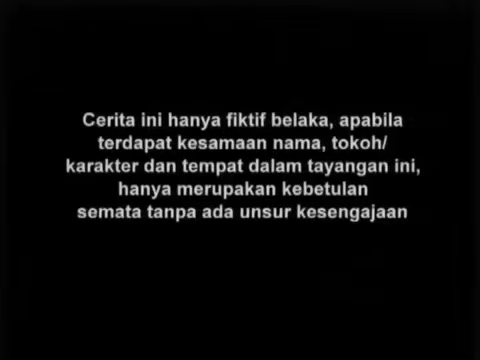 Cerita ini hanya fiktif belaka, apabila
terdapat kesamaan nama, tokoh/
karakter dan tempat dalam tayangan ini,
hanya merupakan kebetulan
semata tanpa ada unsur kesengajaan